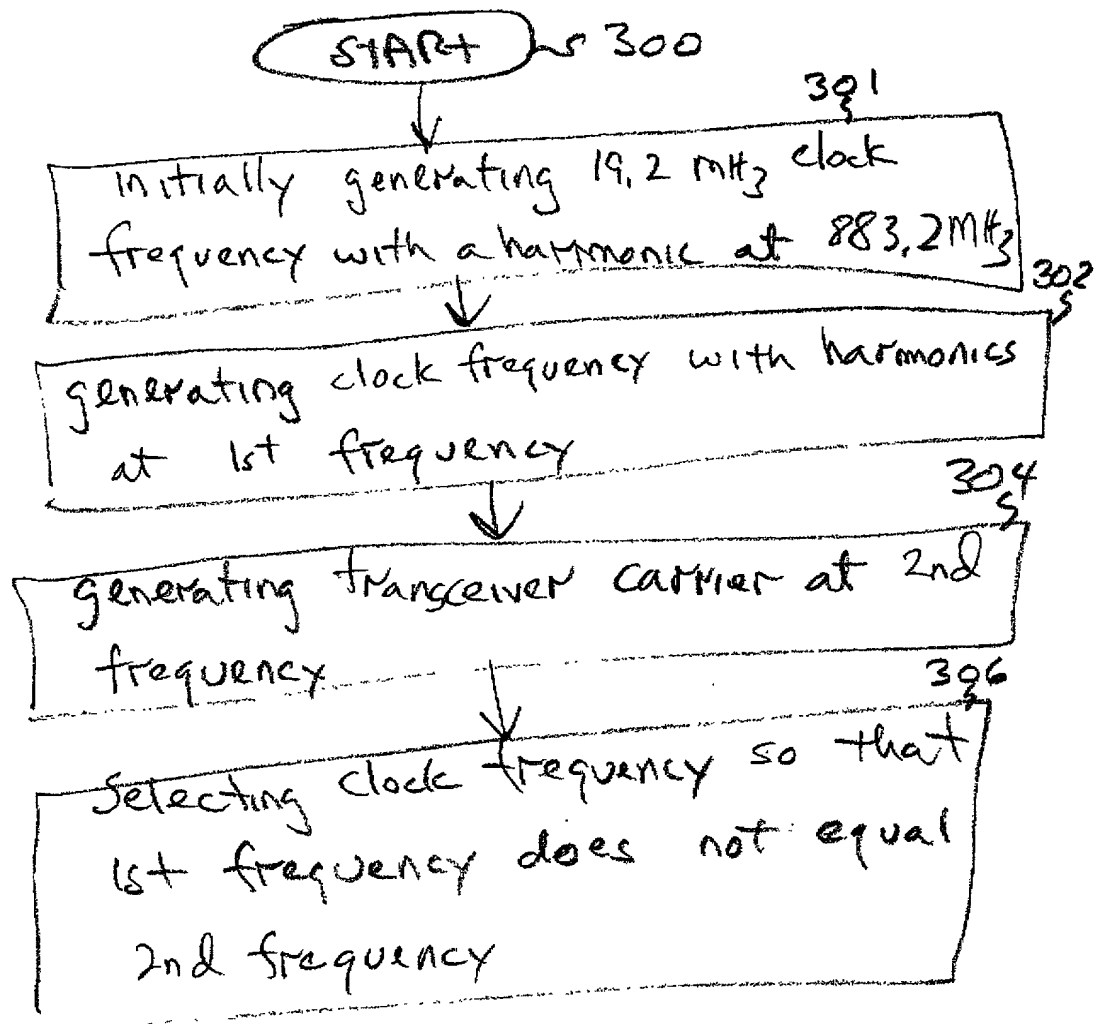 START 300
301
initially generating 19.2 MHz clock
frequency with a harmonic at 883.2 MHz
302
generating clock frequency with harmonics
at 1st frequency
304
generating transceiver carrier at 2nd
frequency
306
Selecting clock frequency so that
1st frequency does not equal
2nd frequency